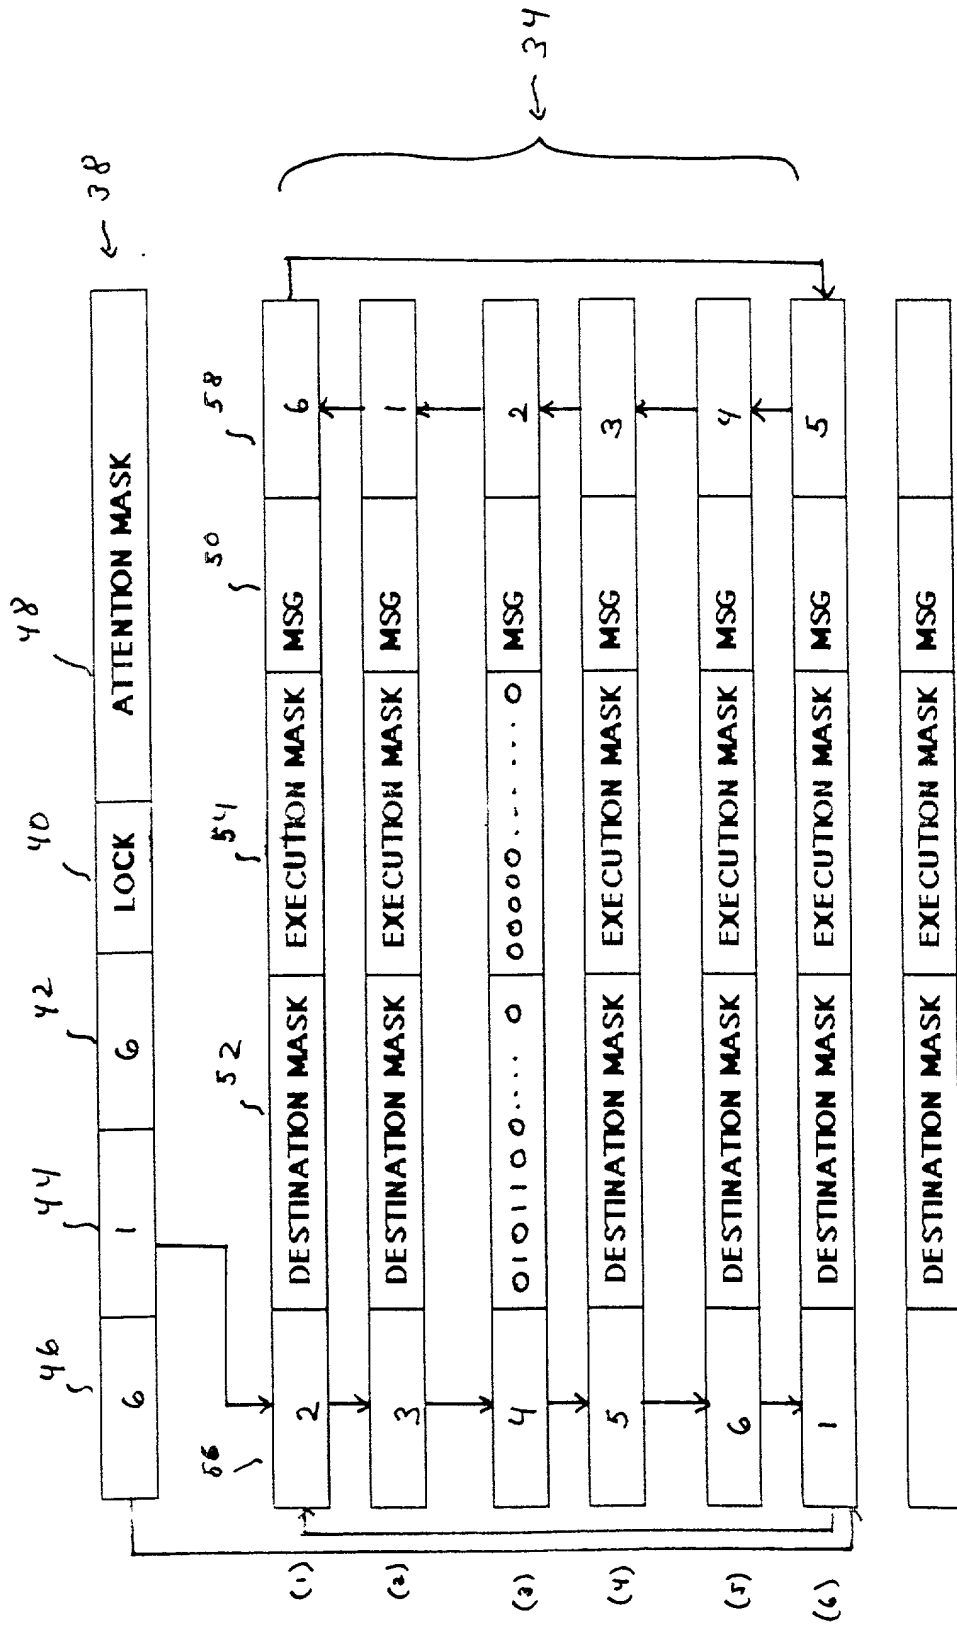 46 44 42 40 48
6 1 6 LOCK ATTENTION MASK ← 38
56 52 54 50 58
(1) 2 DESTINATION MASK EXECUTION MASK MSG 6
(2) 3 DESTINATION MASK EXECUTION MASK MSG 1
(3) 4 0101100... 0 00000........0 MSG 2
(4) 5 DESTINATION MASK EXECUTION MASK MSG 3
(5) 6 DESTINATION MASK EXECUTION MASK MSG 4
(6) 1 DESTINATION MASK EXECUTION MASK MSG 5
DESTINATION MASK EXECUTION MASK MSG
← 34